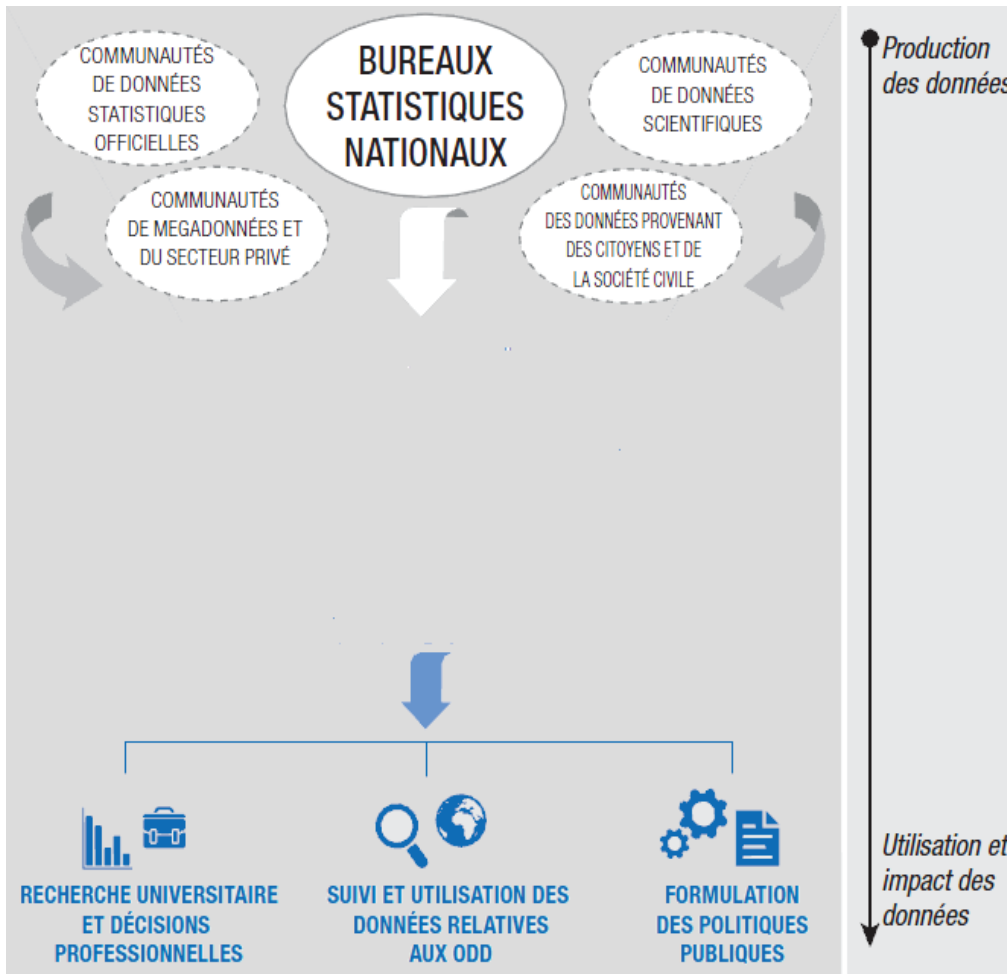 COMMUNAUTÉS
DE DONNÉES
STATISTIQUES
OFFICIELLES
BUREAUX
STATISTIQUES
NATIONAUX
COMMUNAUTÉS
DE DONNÉES
SCIENTIFIQUES
COMMUNAUTÉS
DE MEGADONNÉES ET
DU SECTEUR PRIVÉ
COMMUNAUTÉS
DES DONNÉES PROVENANT
DES CITOYENS ET DE
LA SOCIÉTÉ CIVILE
Production
des données
RECHERCHE UNIVERSITAIRE
ET DÉCISIONS
PROFESSIONNELLES
SUIVI ET UTILISATION DES
DONNÉES RELATIVES
AUX ODD
FORMULATION
DES POLITIQUES
PUBLIQUES
Utilisation et
impact des
données